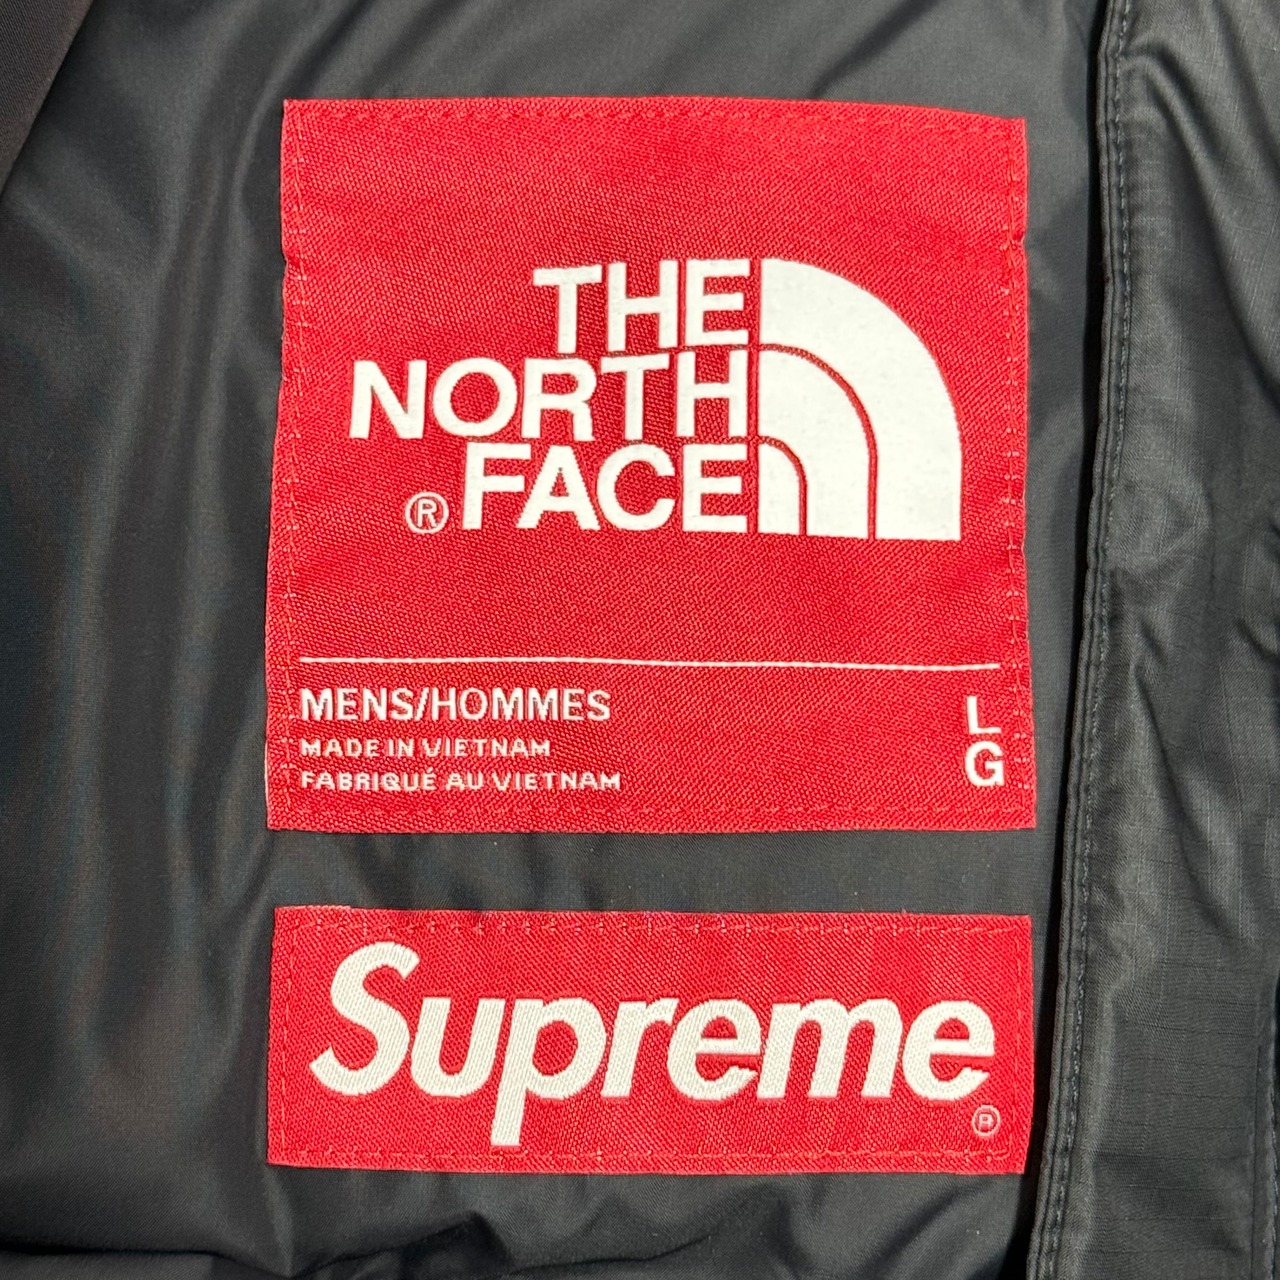 THE
NORTH
® FACE
MENS/HOMMES
MADE IN VIETNAM
FABRIQUÉ AU VIETNAM
L
G
Supreme
®